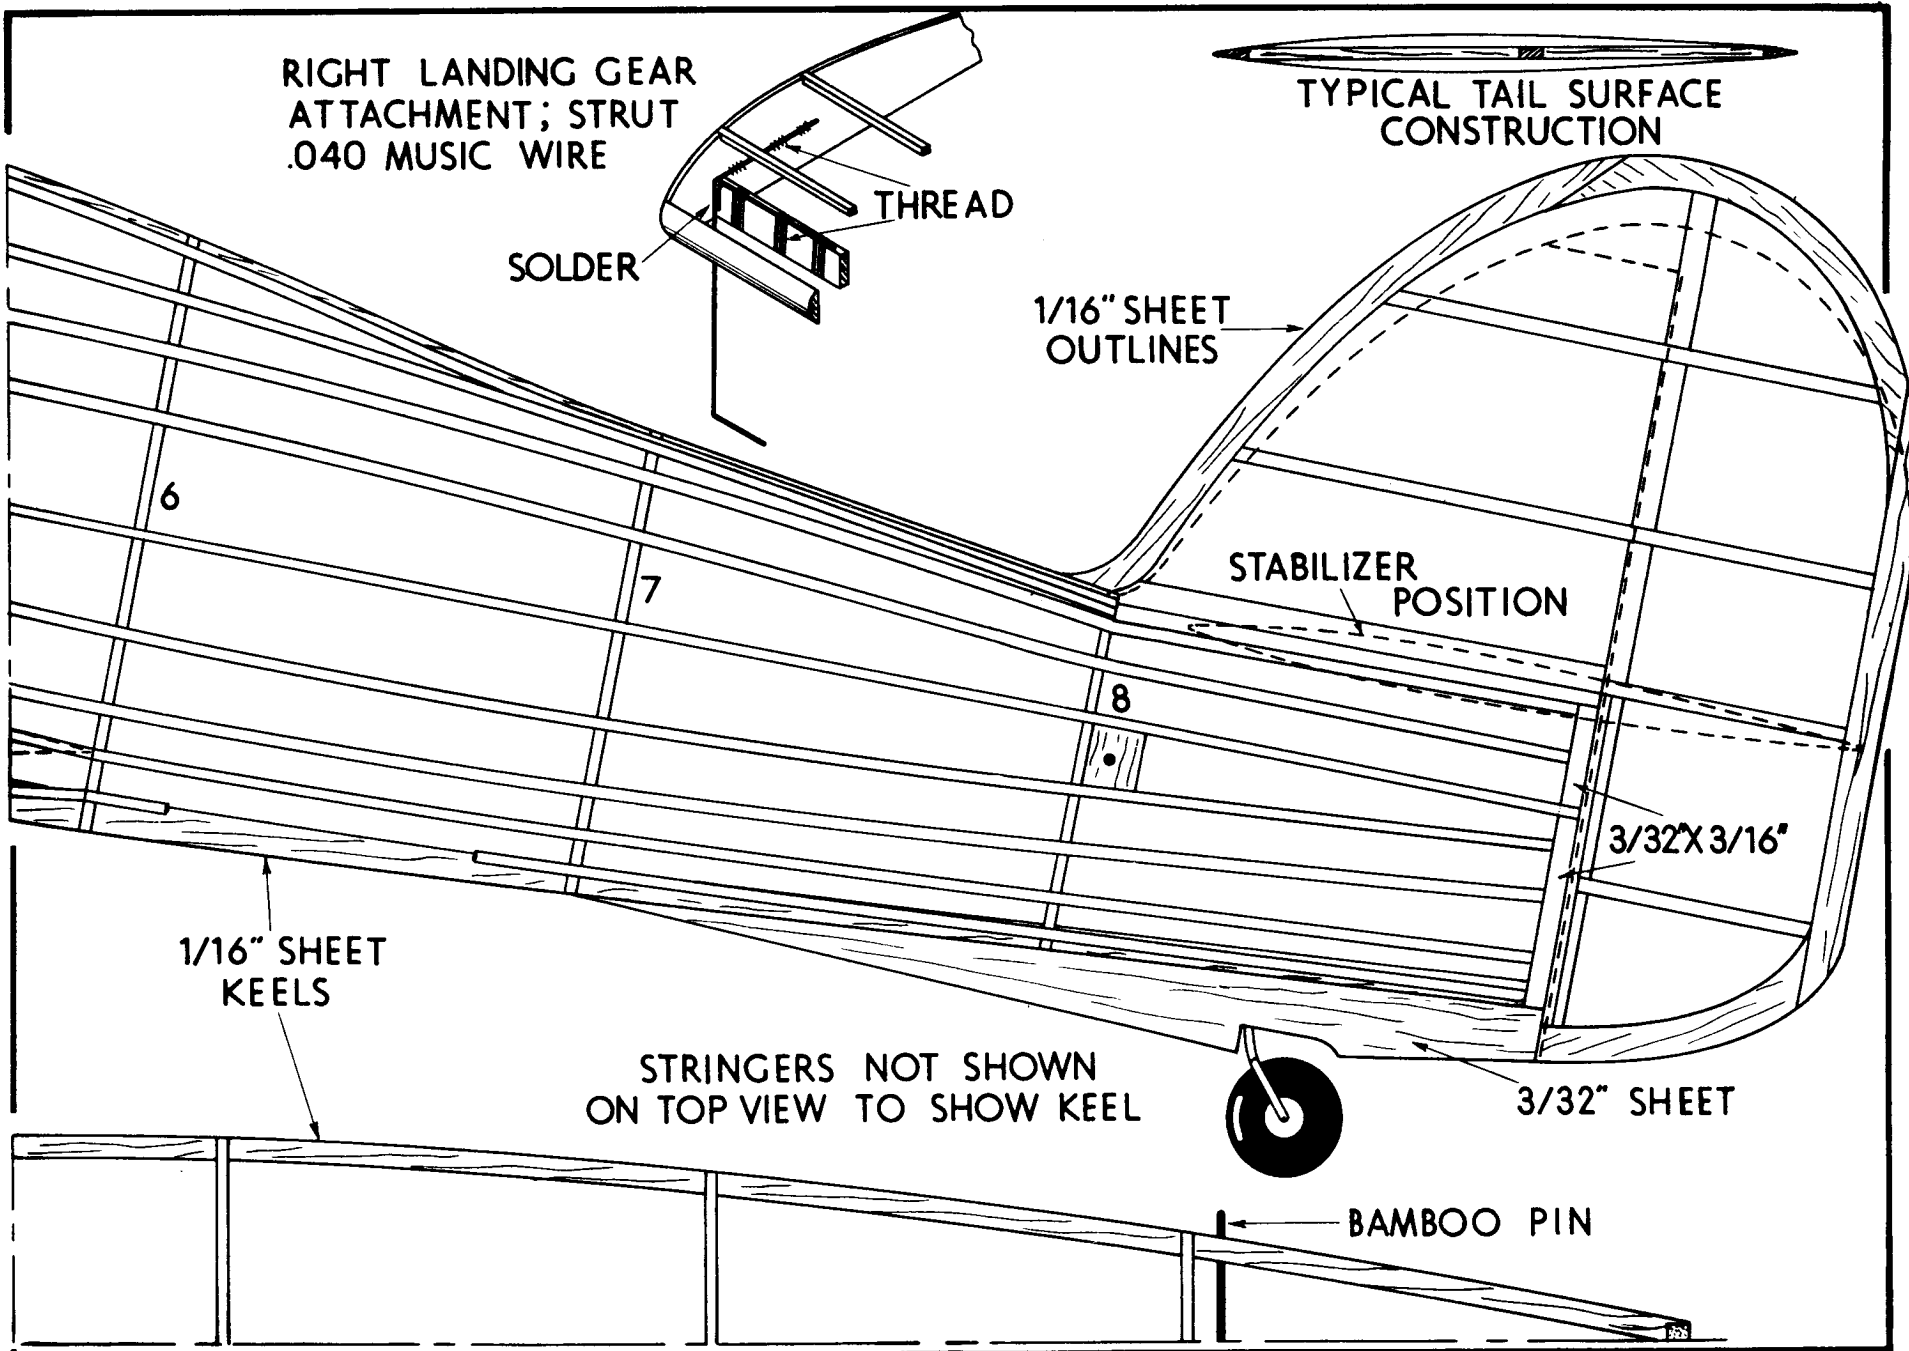 RIGHT LANDING GEAR
ATTACHMENT; STRUT
.040 MUSIC WIRE
TYPICAL TAIL SURFACE
CONSTRUCTION
THREAD
SOLDER
1/16" SHEET
OUTLINES
6
7
STABILIZER
POSITION
8
3/32"X3/16"
1/16" SHEET
KEELS
STRINGERS NOT SHOWN
ON TOP VIEW TO SHOW KEEL
3/32" SHEET
BAMBOO PIN